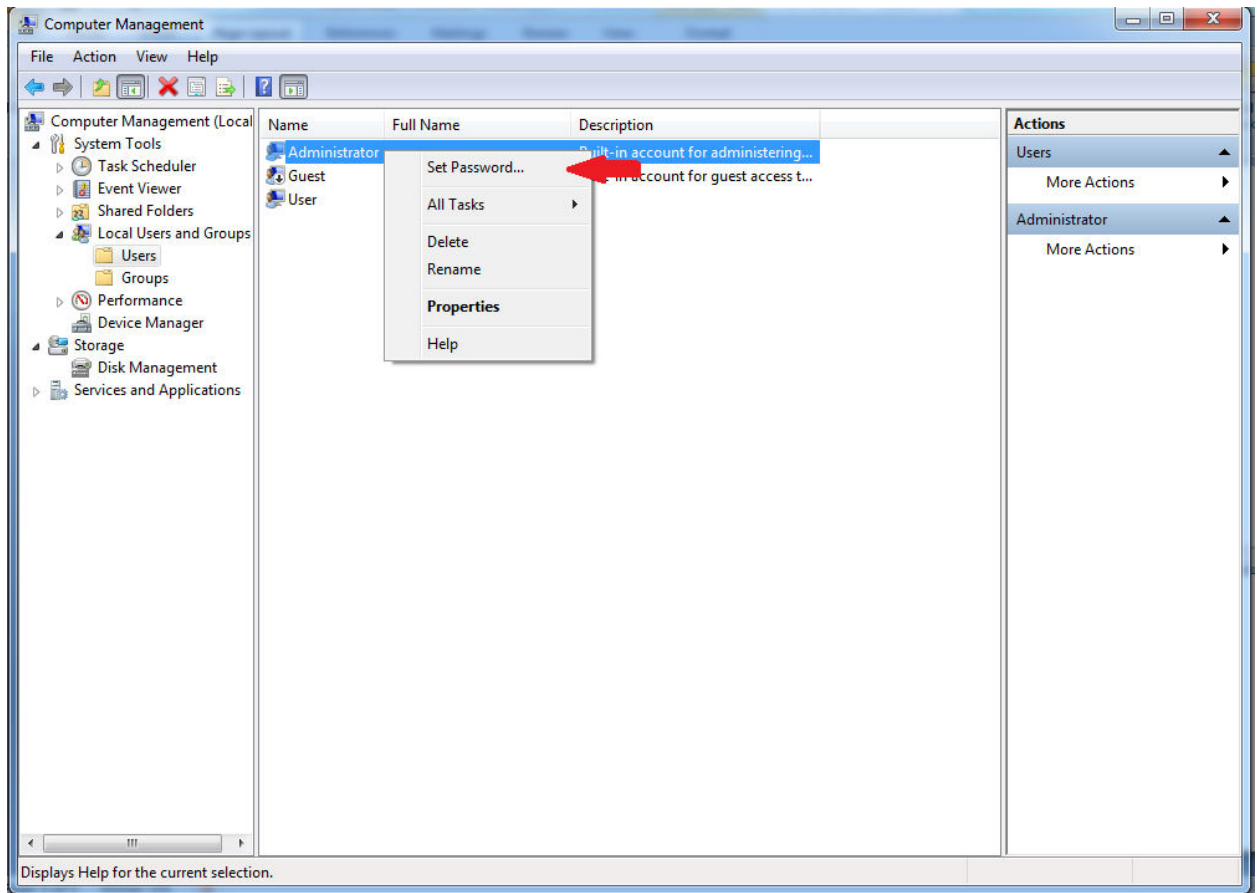 Computer Management
File Action View Help
Computer Management (Local
System Tools
Task Scheduler
Event Viewer
Shared Folders
Local Users and Groups
Users
Groups
Performance
Device Manager
Storage
Disk Management
Services and Applications
Name Full Name Description
Administrator Built-in account for administering...
Guest account for guest access t...
User
Set Password...
All Tasks
Delete
Rename
Properties
Help
Actions
Users
More Actions
Administrator
More Actions
Displays Help for the current selection.